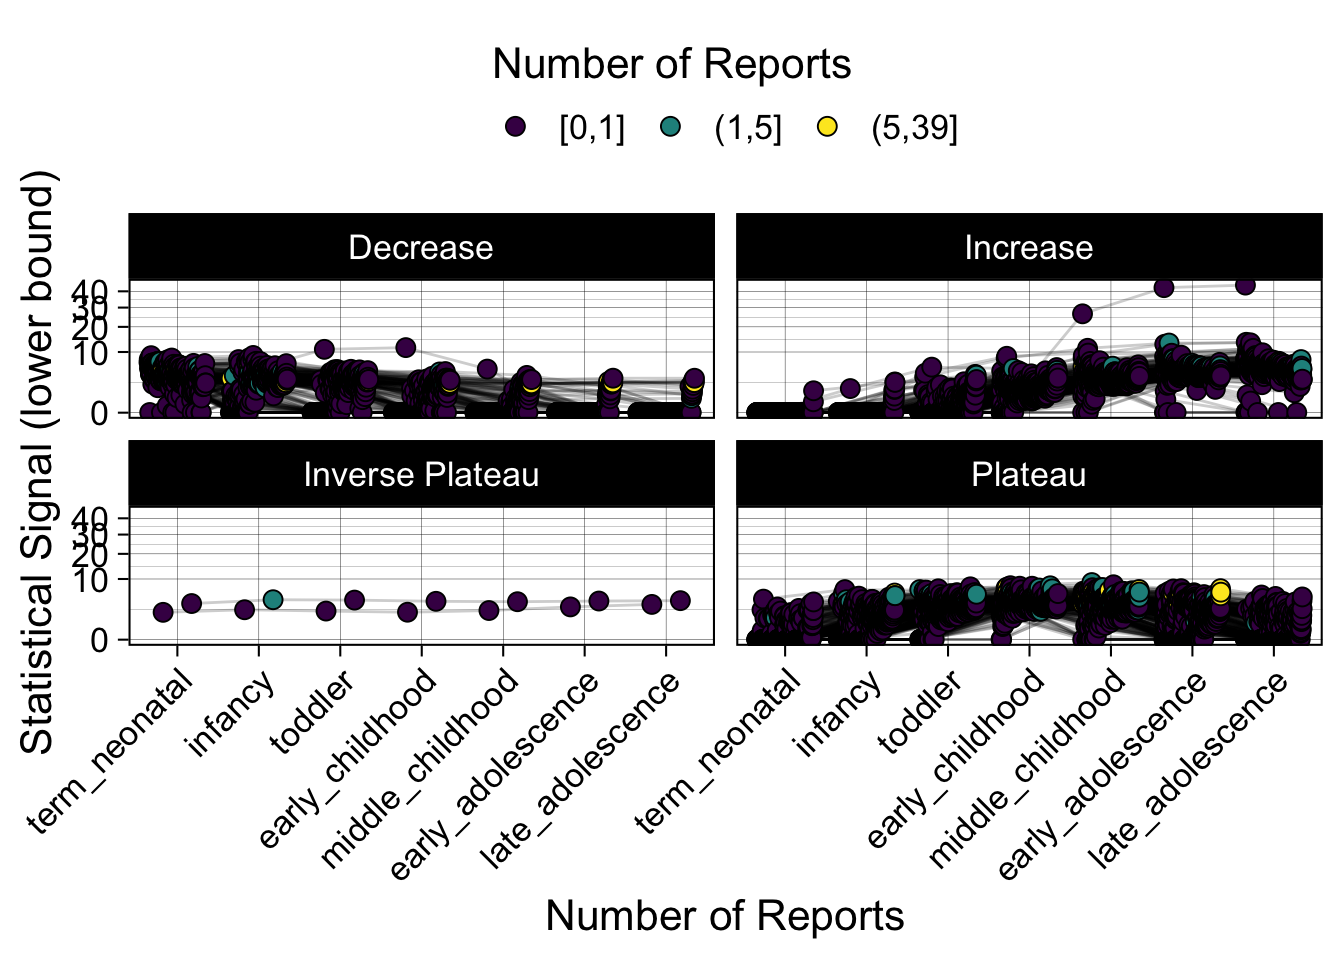 Number of Reports
[0,1] (1,5] (5,39]
Statistical Signal (lower bound)
Decrease Increase
40
30
20
10
0
Inverse Plateau Plateau
40
30
20
10
0
term_neonatal infancy toddler early_childhood middle_childhood early_adolescence late_adolescence term_neonatal infancy toddler early_childhood middle_childhood early_adolescence late_adolescence
Number of Reports